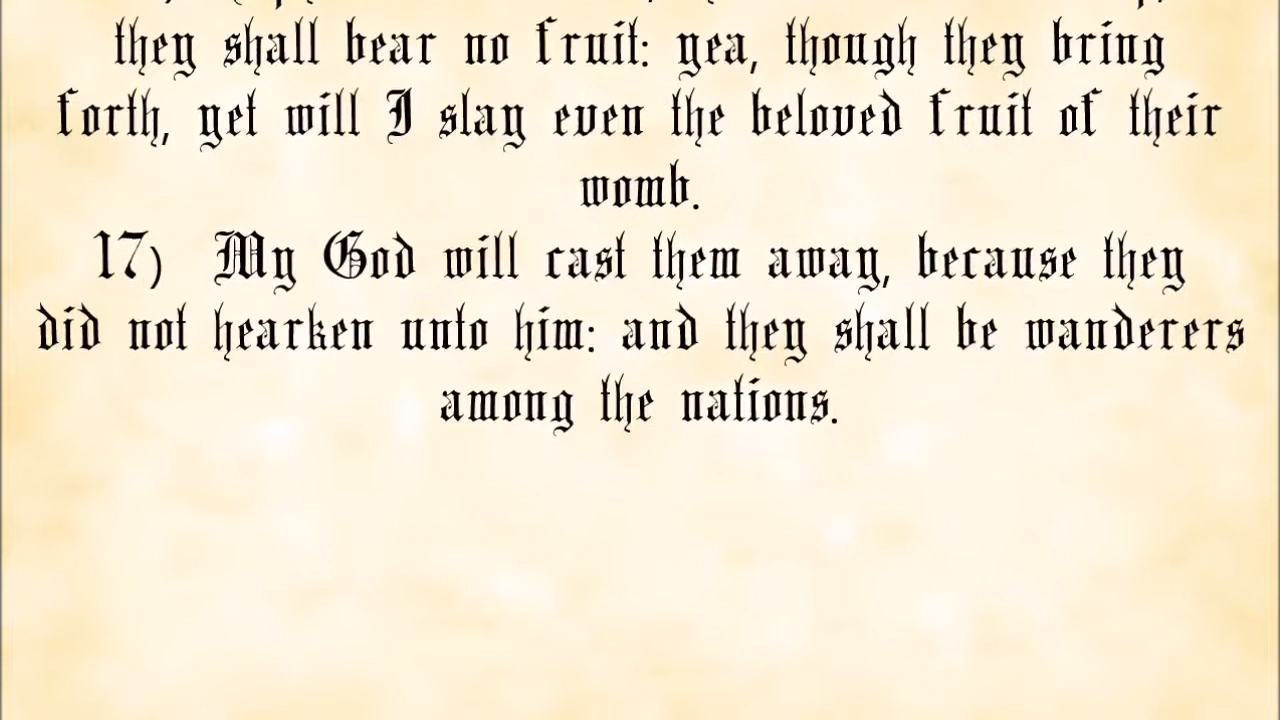 they shall bear no fruit: yea, though they bring
forth, yet will I slay even the beloved fruit of their
womb.
17) My God will cast them away, because they
did not hearken unto him: and they shall be wanderers
among the nations.